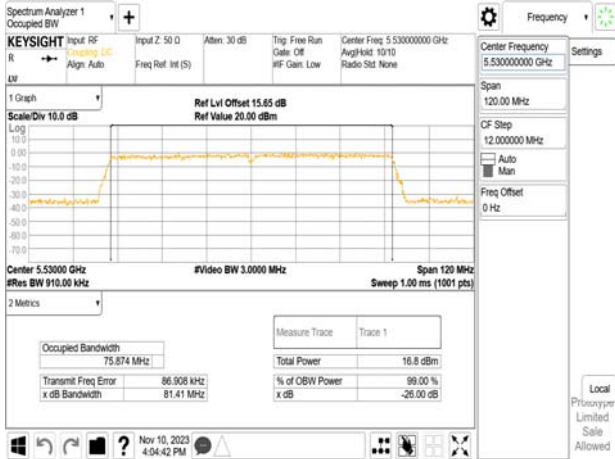 Spectrum Analyzer 1
Occupied BW
Frequency
KEYSIGHT Input: RF
Coupling: DC
Align: Auto
Input Z: 50 Ω
Freq Ref: Int (S)
Atten: 30 dB
Trig: Free Run
Gate: Off
#IF Gain: Low
Center Freq: 5.530000000 GHz
Avg|Hold: 10/10
Radio Std: None
R
Center Frequency
5.530000000 GHz
Settings
Span
120.00 MHz
CF Step
12.000000 MHz
Auto
Man
Freq Offset
0 Hz
1 Graph
Scale/Div 10.0 dB
Ref Lvl Offset 15.65 dB
Ref Value 20.00 dBm
Log
10.0
0.00
-10.0
-20.0
-30.0
-40.0
-50.0
-60.0
-70.0
Center 5.53000 GHz
#Res BW 910.00 kHz
#Video BW 3.0000 MHz
Span 120 MHz
Sweep 1.00 ms (1001 pts)
2 Metrics
Measure Trace Trace 1
Occupied Bandwidth
75.874 MHz
Total Power 16.8 dBm
Transmit Freq Error 86.908 kHz
% of OBW Power 99.00 %
x dB Bandwidth 81.41 MHz
x dB -26.00 dB
Local
Prototype
Limited
Sale
Allowed
Nov 10, 2023
4:04:42 PM